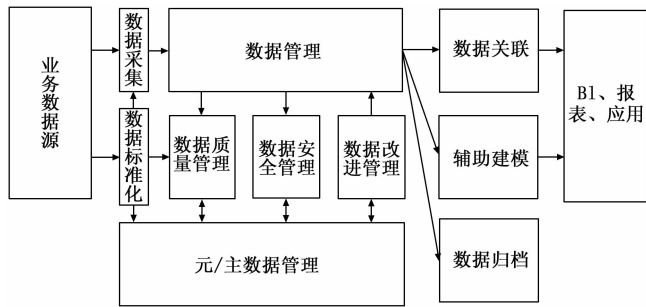 业务数据源
数据采集
数据管理
数据关联
BI、报
表、应用
数据标准化
数据质
量管理
数据安
全管理
数据改
进管理
辅助建模
元/主数据管理
数据归档